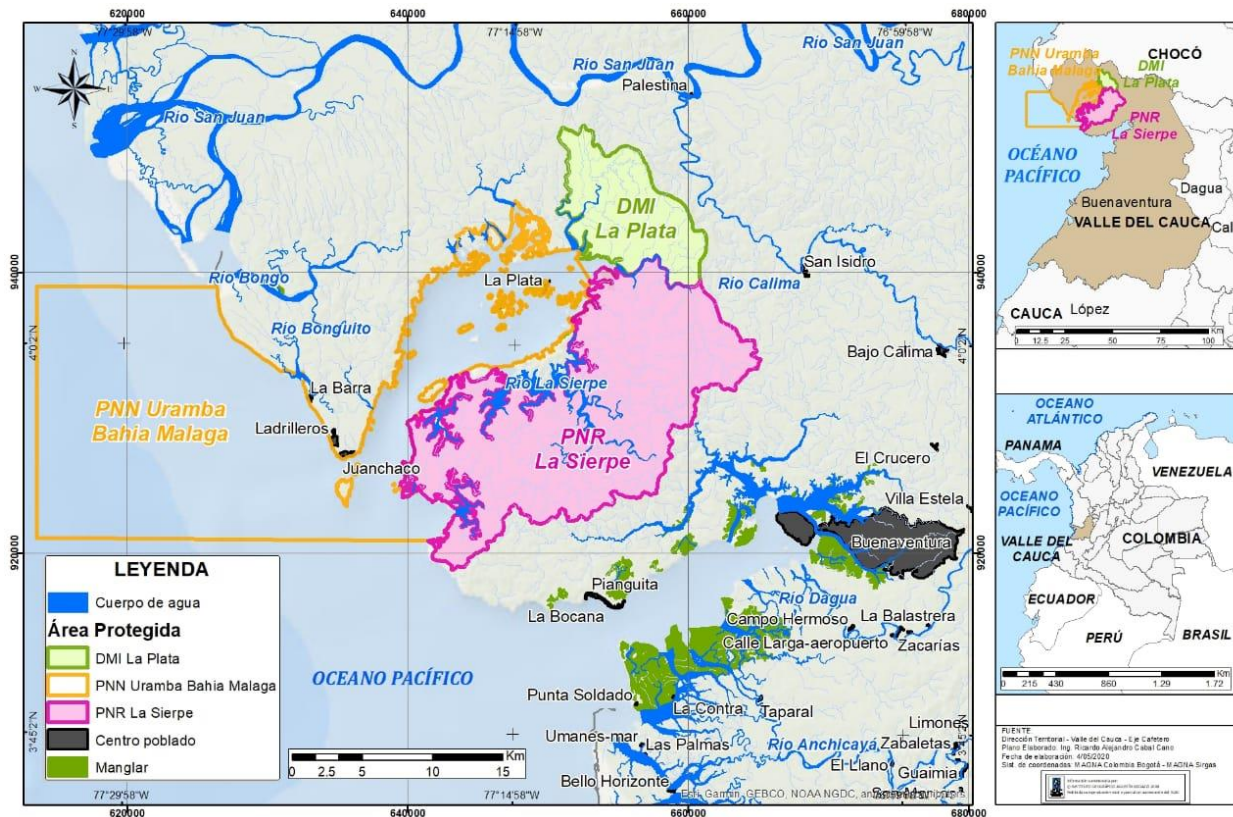 620000
640000
660000
680000
77°29'58"W
77°14'58"W
76°59'58"W
N
W
E
S
Rio San Juan
Rio San Juan
Rio San Juan
Palestina
DMI
La Plata
La Plata
Rio Bongo
Rio Calima
San Isidro
940000
940000
4°0'2"N
4°0'2"N
Rio Bonguito
Bajo Calima
La Barra
Rio La Sierpe
PNN Uramba
Bahia Malaga
Ladrilleros
PNR
La Sierpe
Juanchaco
El Crucero
Villa Estela
Buenaventura
920000
920000
Pianguita
La Bocana
Rio Dagua
Campo Hermoso
La Balastrera
Calle Larga-aeropuerto
Zacarías
OCEANO PACÍFICO
Punta Soldado
La Contra
Taparal
Limones
Umanes-mar
Las Palmas
Rio Anchicayá
Zabaletas
El Llano
Guaimia
Bello Horizonte
3°45'2"N
0 2.5 5 10 15
Km
77°29'58"W
77°14'58"W
620000
640000
660000
680000
LEYENDA
Cuerpo de agua
Área Protegida
DMI La Plata
PNN Uramba Bahia Malaga
PNR La Sierpe
Centro poblado
Manglar
PNN Uramba
Bahia Malaga
CHOCÓ
DMI
La Plata
PNR
La Sierpe
OCÉANO
PACÍFICO
Dagua
Buenaventura
VALLE DEL CAUCA
Cal
CAUCA
López
Km
0 12.5 25 50 75 100
OCEANO
ATLÁNTICO
PANAMA
VENEZUELA
OCEANO
PACÍFICO
VALLE DEL
CAUCA
COLOMBIA
ECUADOR
PERÚ
BRASIL
Km
0 215 430 860 1.29 1.72
FUENTE
Dirección Territorial - Valle del Cauca - Eje Cafetero
Plano Elaborado: Ing. Ricardo Alejandro Cabal Cano
Fecha de elaboración: 4/05/2020
Sist. de coordenadas: MAGNA Colombia Bogotá - MAGNA Sirgas